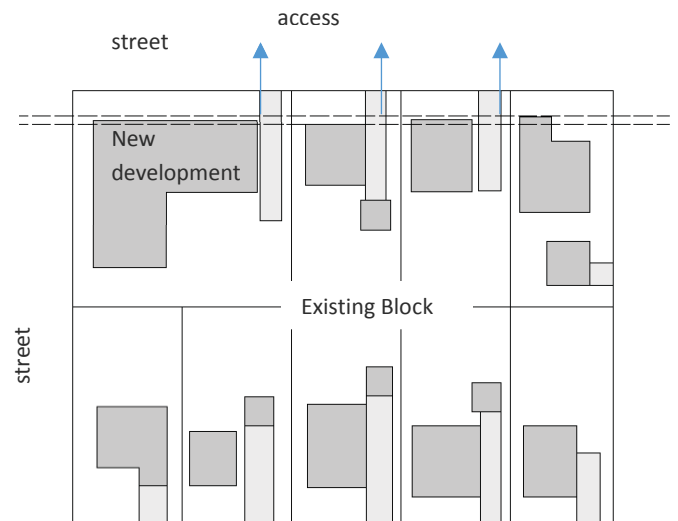 access
street
New
development
Existing Block
street